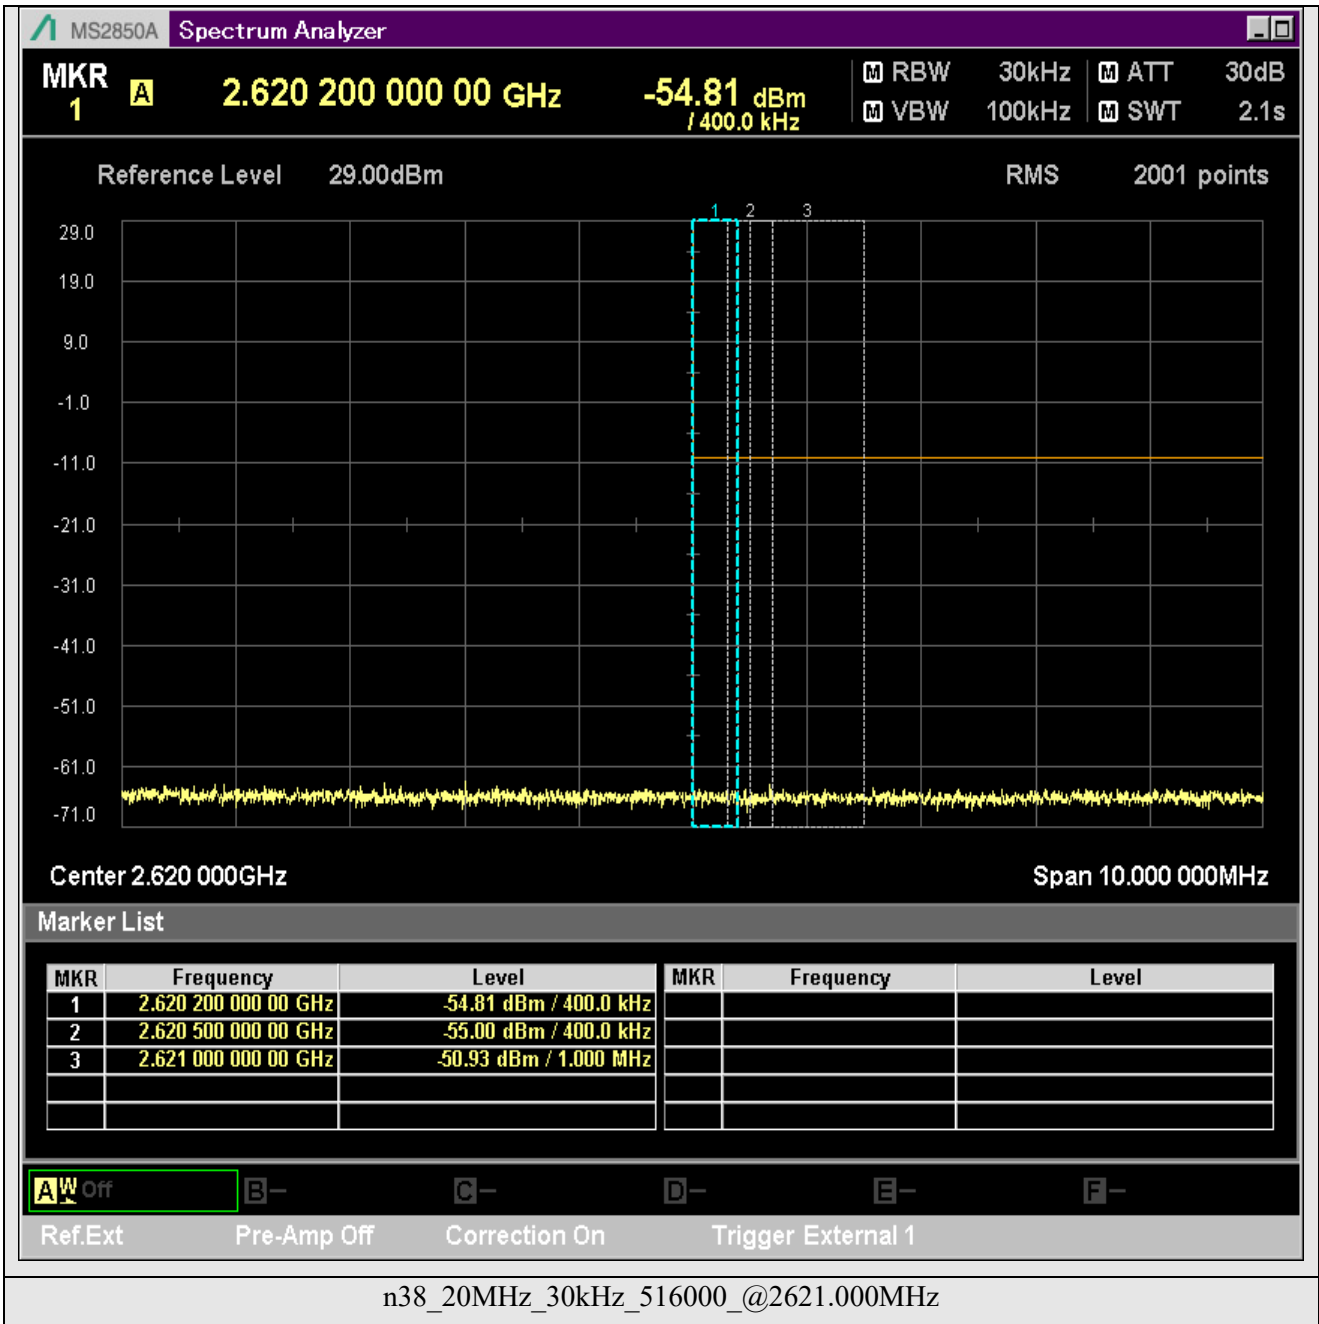 MS2850A Spectrum Analyzer
MKR 1 A 2.620 200 000 00 GHz -54.81 dBm / 400.0 kHz
M RBW 30kHz M ATT 30dB
M VBW 100kHz M SWT 2.1s
Reference Level 29.00dBm RMS 2001 points
1 2 3
29.0
19.0
9.0
-1.0
-11.0
-21.0
-31.0
-41.0
-51.0
-61.0
-71.0
Center 2.620 000GHz Span 10.000 000MHz
Marker List
MKR Frequency Level MKR Frequency Level
1 2.620 200 000 00 GHz -54.81 dBm / 400.0 kHz
2 2.620 500 000 00 GHz -55.00 dBm / 400.0 kHz
3 2.621 000 000 00 GHz -50.93 dBm / 1.000 MHz
A W Off B- C- D- E- F-
Ref.Ext Pre-Amp Off Correction On Trigger External 1
n38_20MHz_30kHz_516000_@2621.000MHz